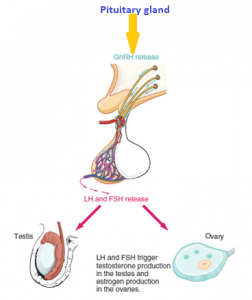 Pituitary gland
GnRH release
LH and FSH release
Testis
Ovary
LH and FSH trigger
testosterone production
in the testes and
estrogen production
in the ovaries.